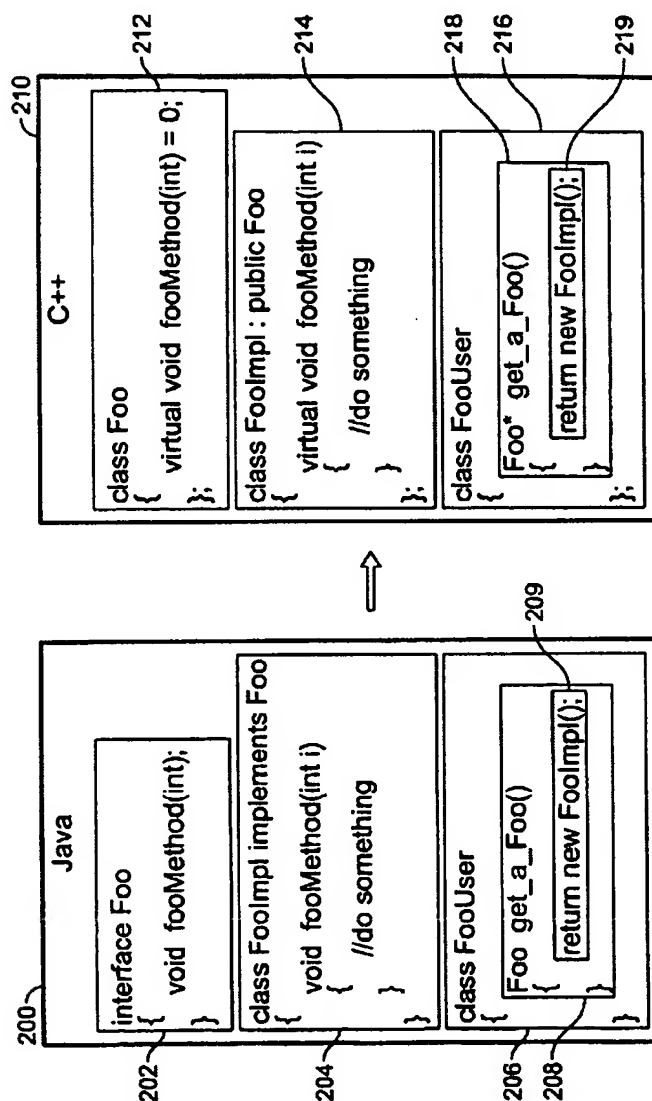 200
Java
interface Foo
{
void fooMethod(int);
}
202
class FooImpl implements Foo
{
void fooMethod(int i)
{
//do something
}
}
204
class FooUser
{
Foo get_a_Foo()
{
return new FooImpl();
}
}
206
208
209
210
C++
class Foo
{
virtual void fooMethod(int) = 0;
};
212
class FooImpl : public Foo
{
virtual void fooMethod(int i)
{
//do something
}
};
214
class FooUser
{
Foo* get_a_Foo()
{
return new FooImpl();
}
};
218
216
219